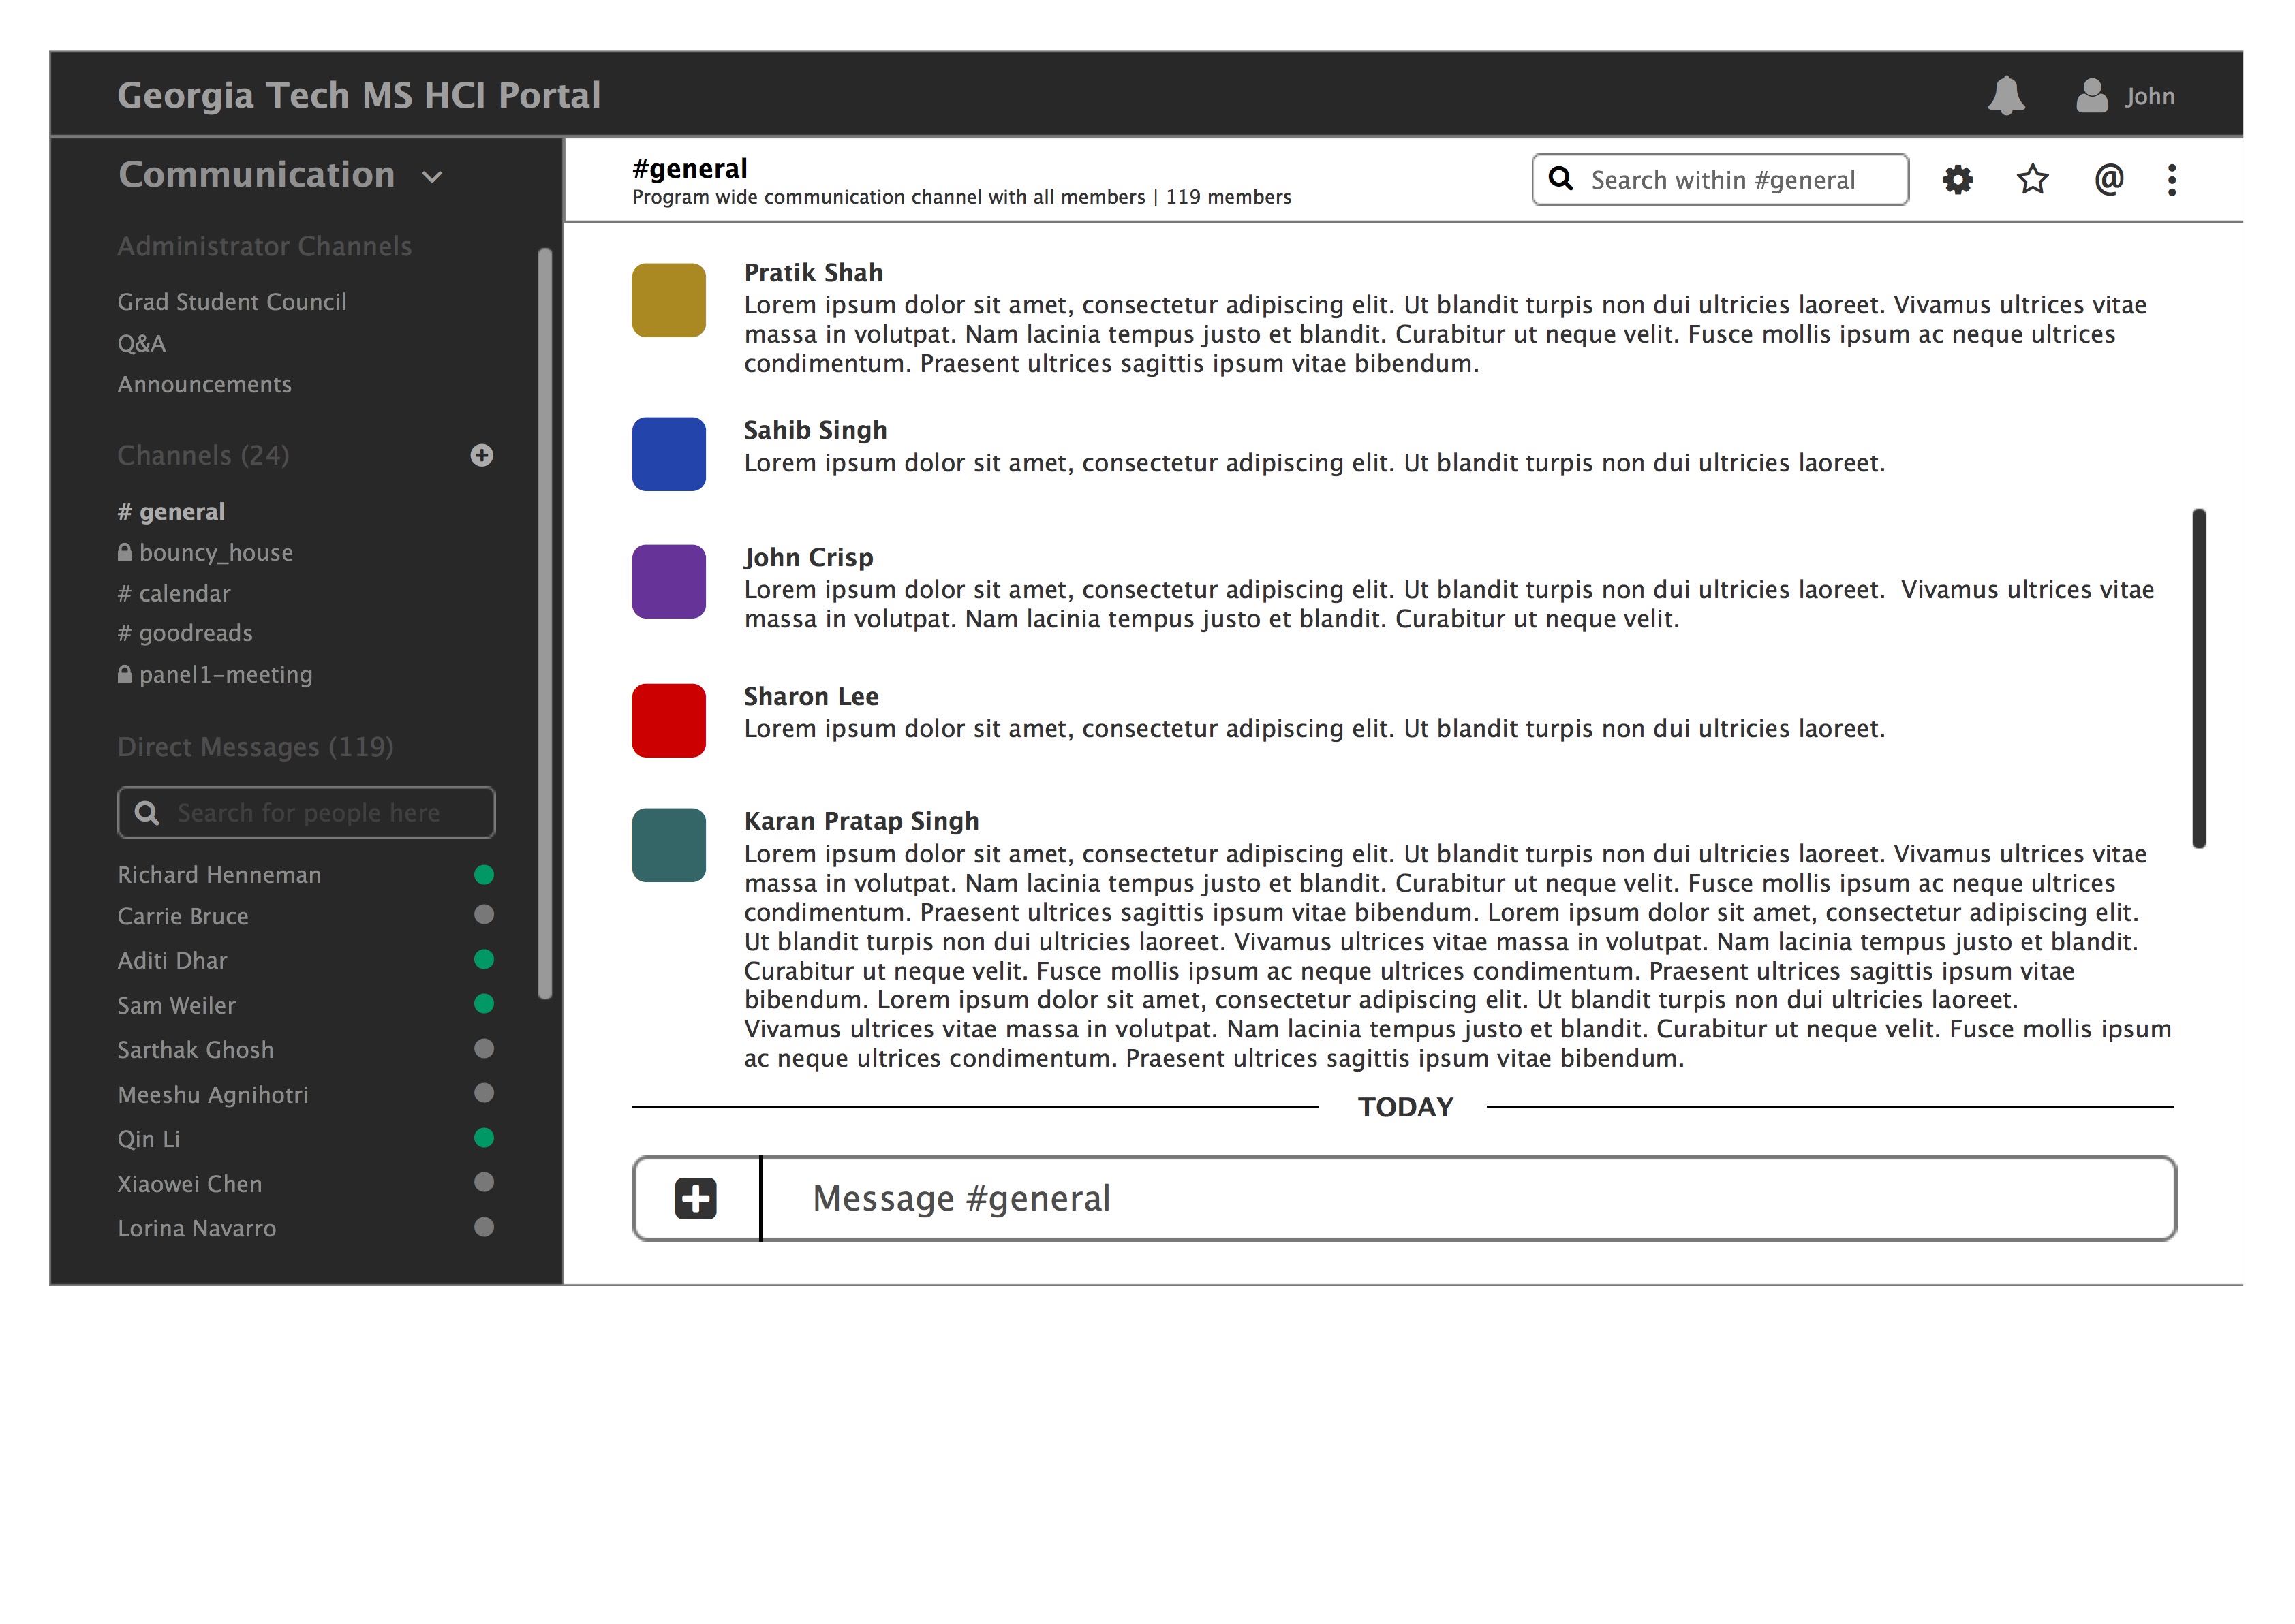 Georgia Tech MS HCI Portal
John
Communication
Administrator Channels
Grad Student Council
Q&A
Announcements
Channels (24)
# general
bouncy_house
# calendar
# goodreads
panel1-meeting
Direct Messages (119)
Search for people here
Richard Henneman
Carrie Bruce
Aditi Dhar
Sam Weiler
Sarthak Ghosh
Meeshu Agnihotri
Qin Li
Xiaowei Chen
Lorina Navarro
#general
Program wide communication channel with all members | 119 members
Search within #general
@
Pratik Shah
Lorem ipsum dolor sit amet, consectetur adipiscing elit. Ut blandit turpis non dui ultricies laoreet. Vivamus ultrices vitae
massa in volutpat. Nam lacinia tempus justo et blandit. Curabitur ut neque velit. Fusce mollis ipsum ac neque ultrices
condimentum. Praesent ultrices sagittis ipsum vitae bibendum.
Sahib Singh
Lorem ipsum dolor sit amet, consectetur adipiscing elit. Ut blandit turpis non dui ultricies laoreet.
John Crisp
Lorem ipsum dolor sit amet, consectetur adipiscing elit. Ut blandit turpis non dui ultricies laoreet.  Vivamus ultrices vitae
massa in volutpat. Nam lacinia tempus justo et blandit. Curabitur ut neque velit.
Sharon Lee
Lorem ipsum dolor sit amet, consectetur adipiscing elit. Ut blandit turpis non dui ultricies laoreet.
Karan Pratap Singh
Lorem ipsum dolor sit amet, consectetur adipiscing elit. Ut blandit turpis non dui ultricies laoreet. Vivamus ultrices vitae
massa in volutpat. Nam lacinia tempus justo et blandit. Curabitur ut neque velit. Fusce mollis ipsum ac neque ultrices
condimentum. Praesent ultrices sagittis ipsum vitae bibendum. Lorem ipsum dolor sit amet, consectetur adipiscing elit.
Ut blandit turpis non dui ultricies laoreet. Vivamus ultrices vitae massa in volutpat. Nam lacinia tempus justo et blandit.
Curabitur ut neque velit. Fusce mollis ipsum ac neque ultrices condimentum. Praesent ultrices sagittis ipsum vitae
bibendum. Lorem ipsum dolor sit amet, consectetur adipiscing elit. Ut blandit turpis non dui ultricies laoreet.
Vivamus ultrices vitae massa in volutpat. Nam lacinia tempus justo et blandit. Curabitur ut neque velit. Fusce mollis ipsum
ac neque ultrices condimentum. Praesent ultrices sagittis ipsum vitae bibendum.
TODAY
Message #general